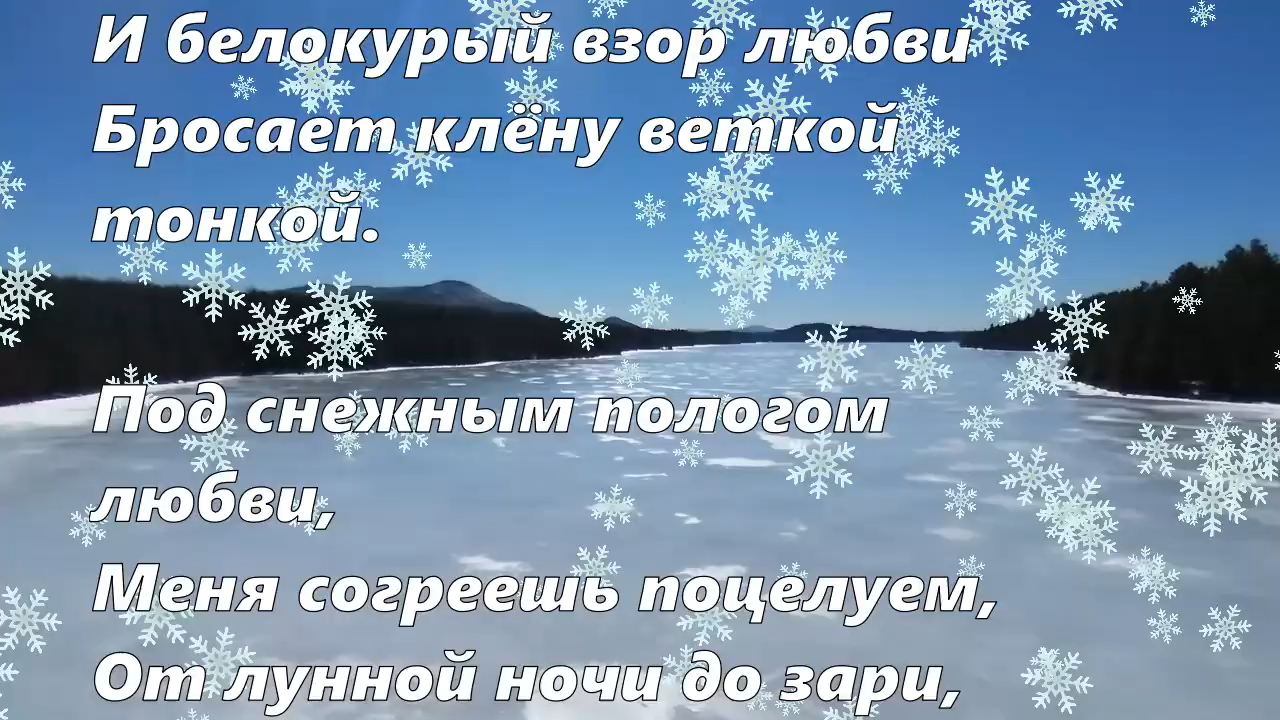 И белокурый взор любви
Бросает клёну веткой
тонкой.
Под снежным пологом
любви,
Меня согреешь поцелуем,
От лунной ночи до зари,